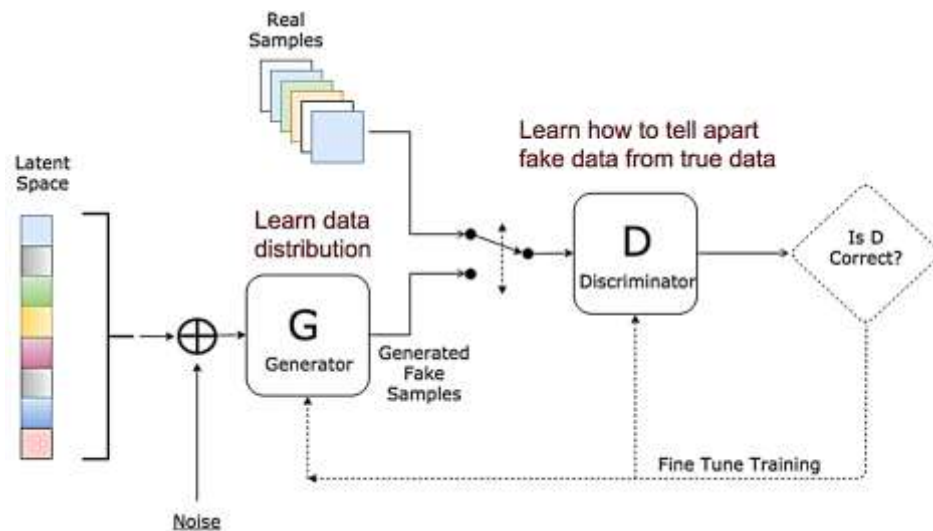 Real
Samples
Learn how to tell apart
fake data from true data
Latent
Space
Learn data
distribution
D
Discriminator
Is D
Correct?
G
Generator
Generated
Fake
Samples
Fine Tune Training
Noise